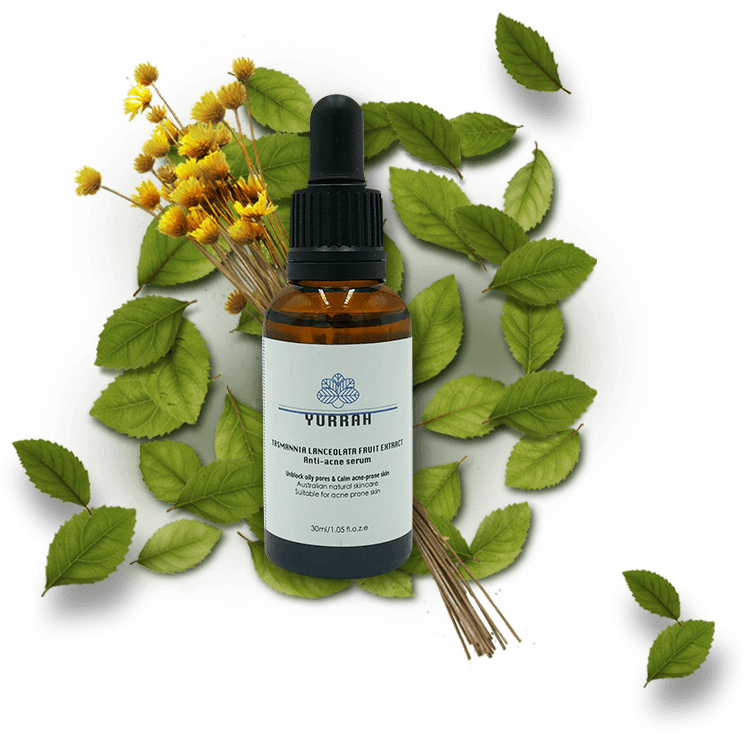 YURRAH
TASMANNIA LANCEOLATA FRUIT EXTRACT
Anti-acne serum
Unblock oily pores & Calm acne-prone skin
Australian natural skincare
Suitable for acne prone skin
30ml/1.05 fl.o.z.e